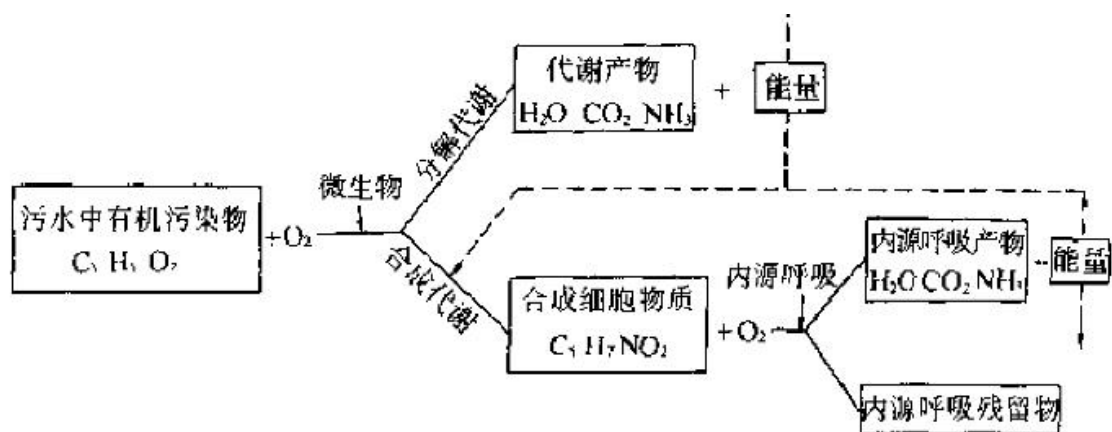 代谢产物
H₂O CO₂ NH₃
+
能量
分解代谢
微生物
污水中有机污染物
+O₂
合成代谢
合成细胞物质
C₅H₇NO₂
+O₂
内源呼吸
内源呼吸产物
H₂O CO₂ NH₃
能量
内源呼吸残留物